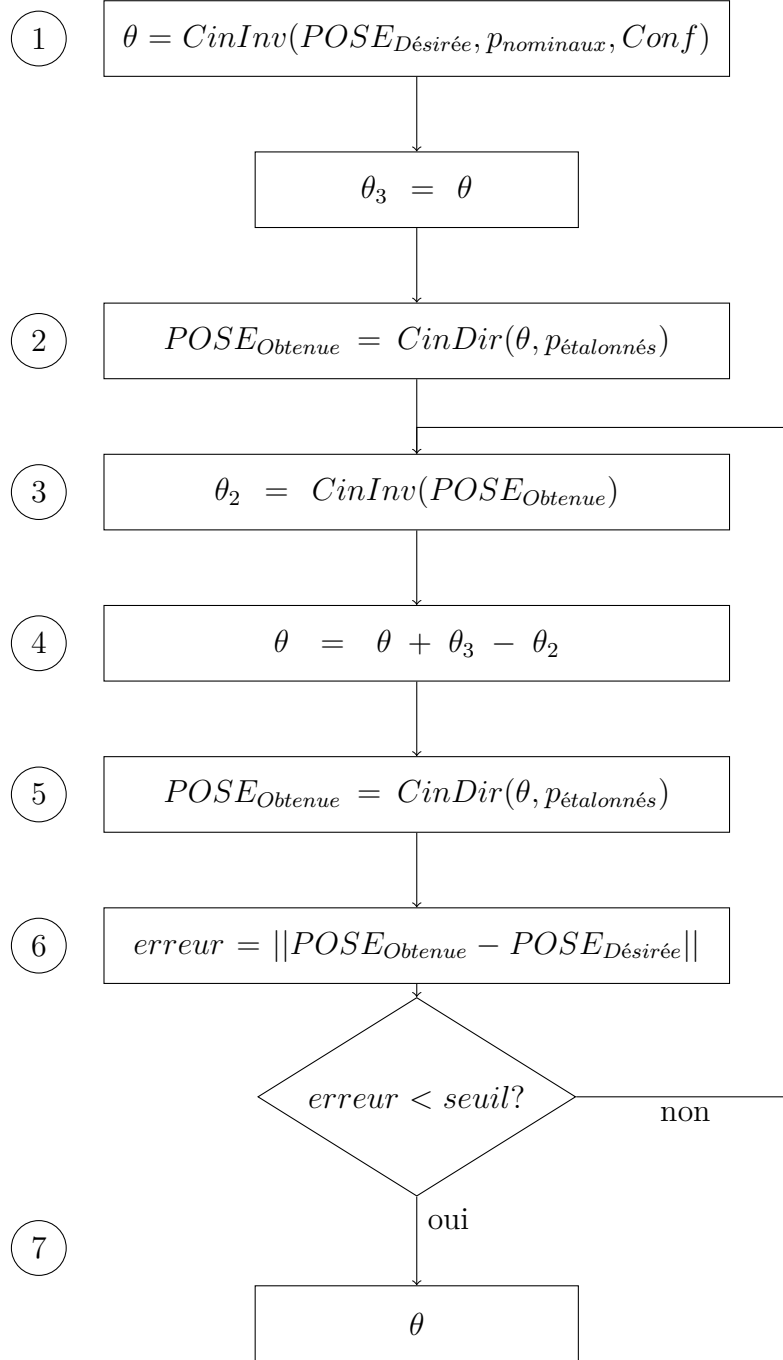 1
θ = CinInv(POSE_Désirée, p_nominaux, Conf)
θ_3 = θ
2
POSE_Obtenue = CinDir(θ, p_étalonnés)
3
θ_2 = CinInv(POSE_Obtenue)
4
θ = θ + θ_3 − θ_2
5
POSE_Obtenue = CinDir(θ, p_étalonnés)
6
erreur = ||POSE_Obtenue − POSE_Désirée||
erreur < seuil?
non
oui
7
θ